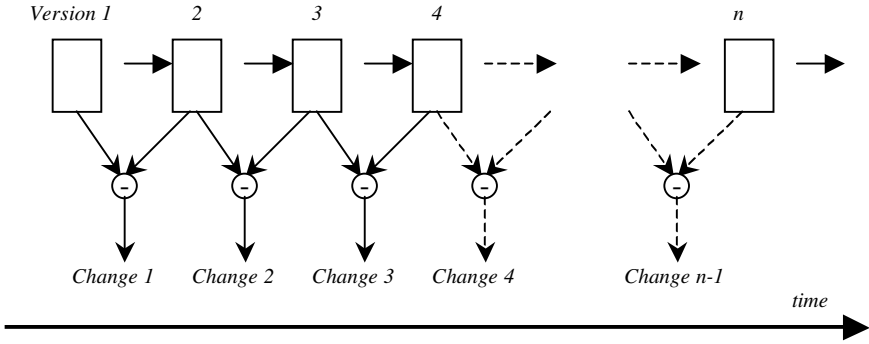 Version 1 2 3 4 n
- - - - -
Change 1 Change 2 Change 3 Change 4 Change n-1
time